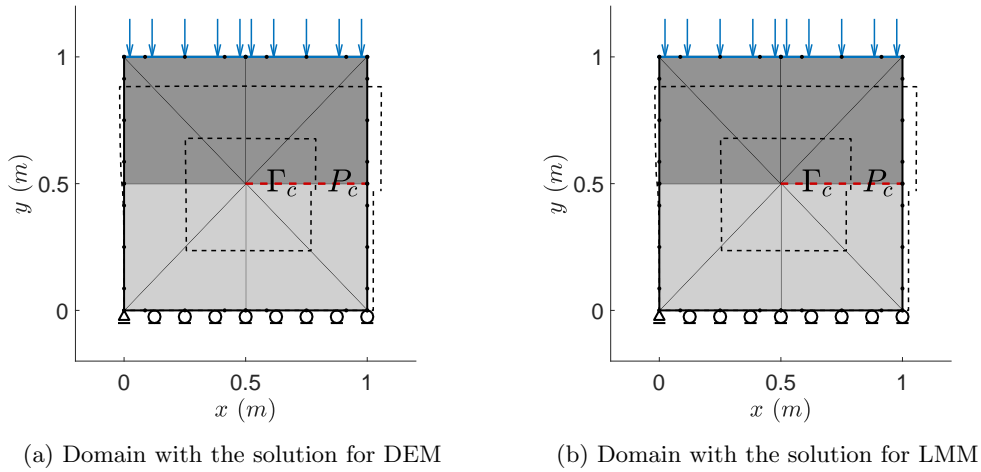 1
0.5
0
y (m)
Γc Pc
0 0.5 1
x (m)
(a) Domain with the solution for DEM
1
0.5
0
y (m)
Γc Pc
0 0.5 1
x (m)
(b) Domain with the solution for LMM